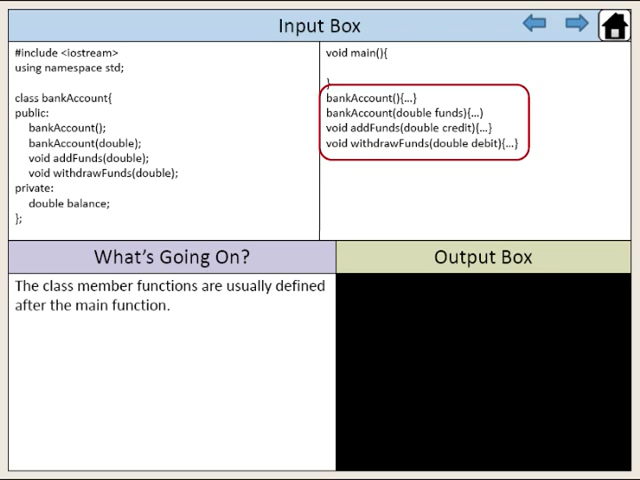 Input Box
#include <iostream>
using namespace std;
class bankAccount{
public:
bankAccount();
bankAccount(double);
void addFunds(double);
void withdrawFunds(double);
private:
double balance;
};
void main(){
}
bankAccount(){...}
bankAccount(double funds){...)
void addFunds(double credit){...}
void withdrawFunds(double debit){...}
What's Going On?
The class member functions are usually defined
after the main function.
Output Box